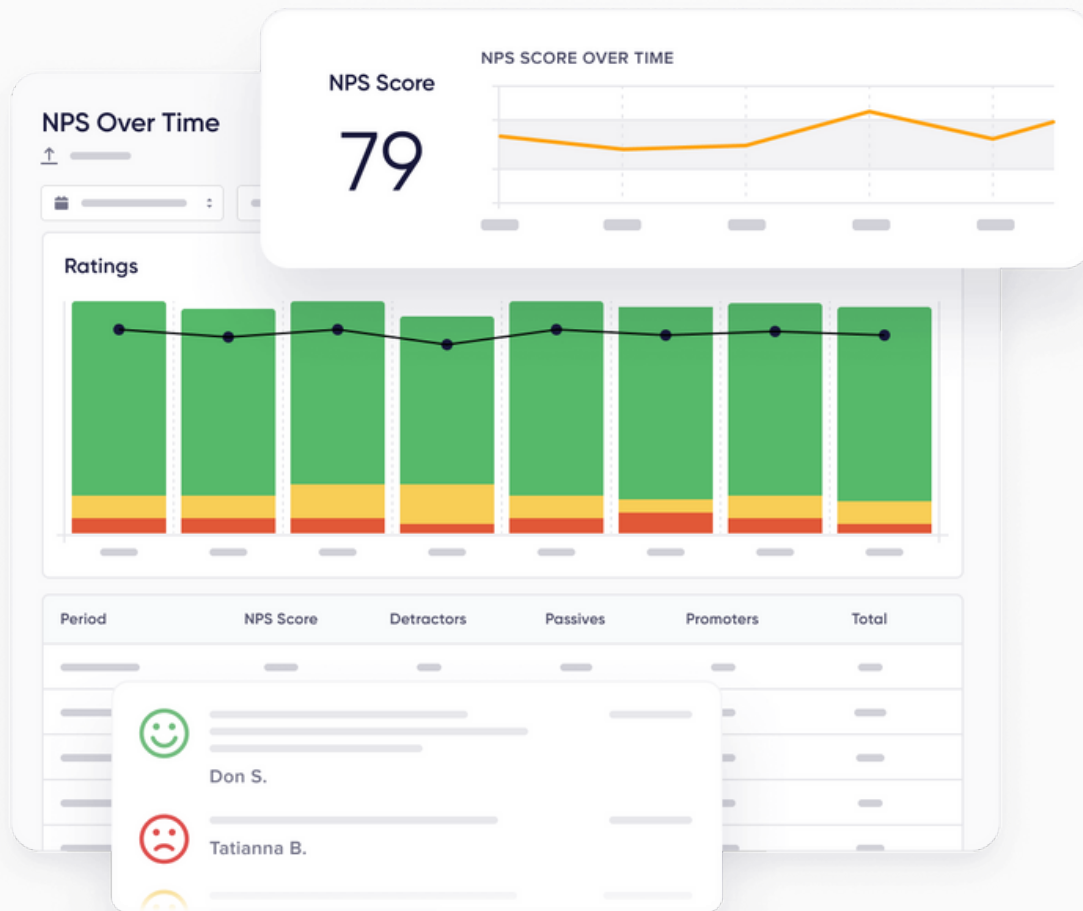 NPS SCORE OVER TIME
NPS Score
79
NPS Over Time
Ratings
Period NPS Score Detractors Passives Promoters Total
Don S.
Tatianna B.